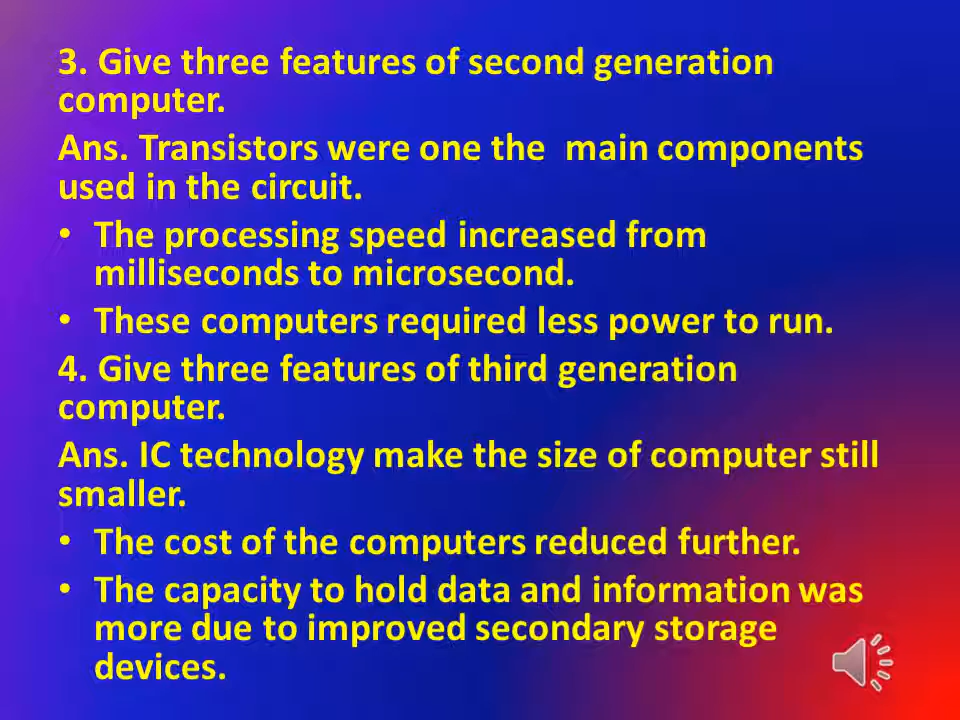 3. Give three features of second generation
computer.
Ans. Transistors were one the  main components
used in the circuit.
• The processing speed increased from
milliseconds to microsecond.
• These computers required less power to run.
4. Give three features of third generation
computer.
Ans. IC technology make the size of computer still
smaller.
• The cost of the computers reduced further.
• The capacity to hold data and information was
more due to improved secondary storage
devices.